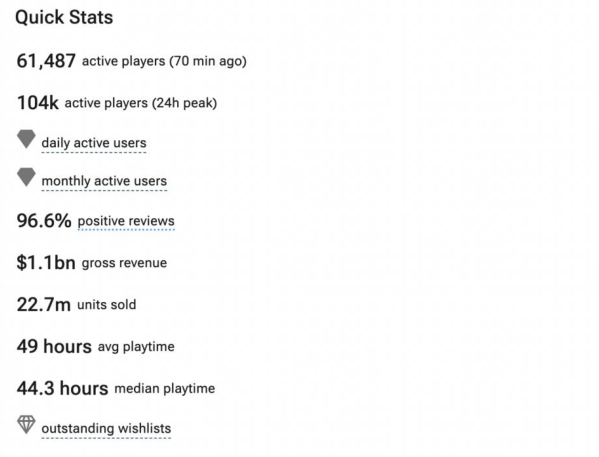 Quick Stats
61,487 active players (70 min ago)
104k active players (24h peak)
daily active users
monthly active users
96.6% positive reviews
$1.1bn gross revenue
22.7m units sold
49 hours avg playtime
44.3 hours median playtime
outstanding wishlists